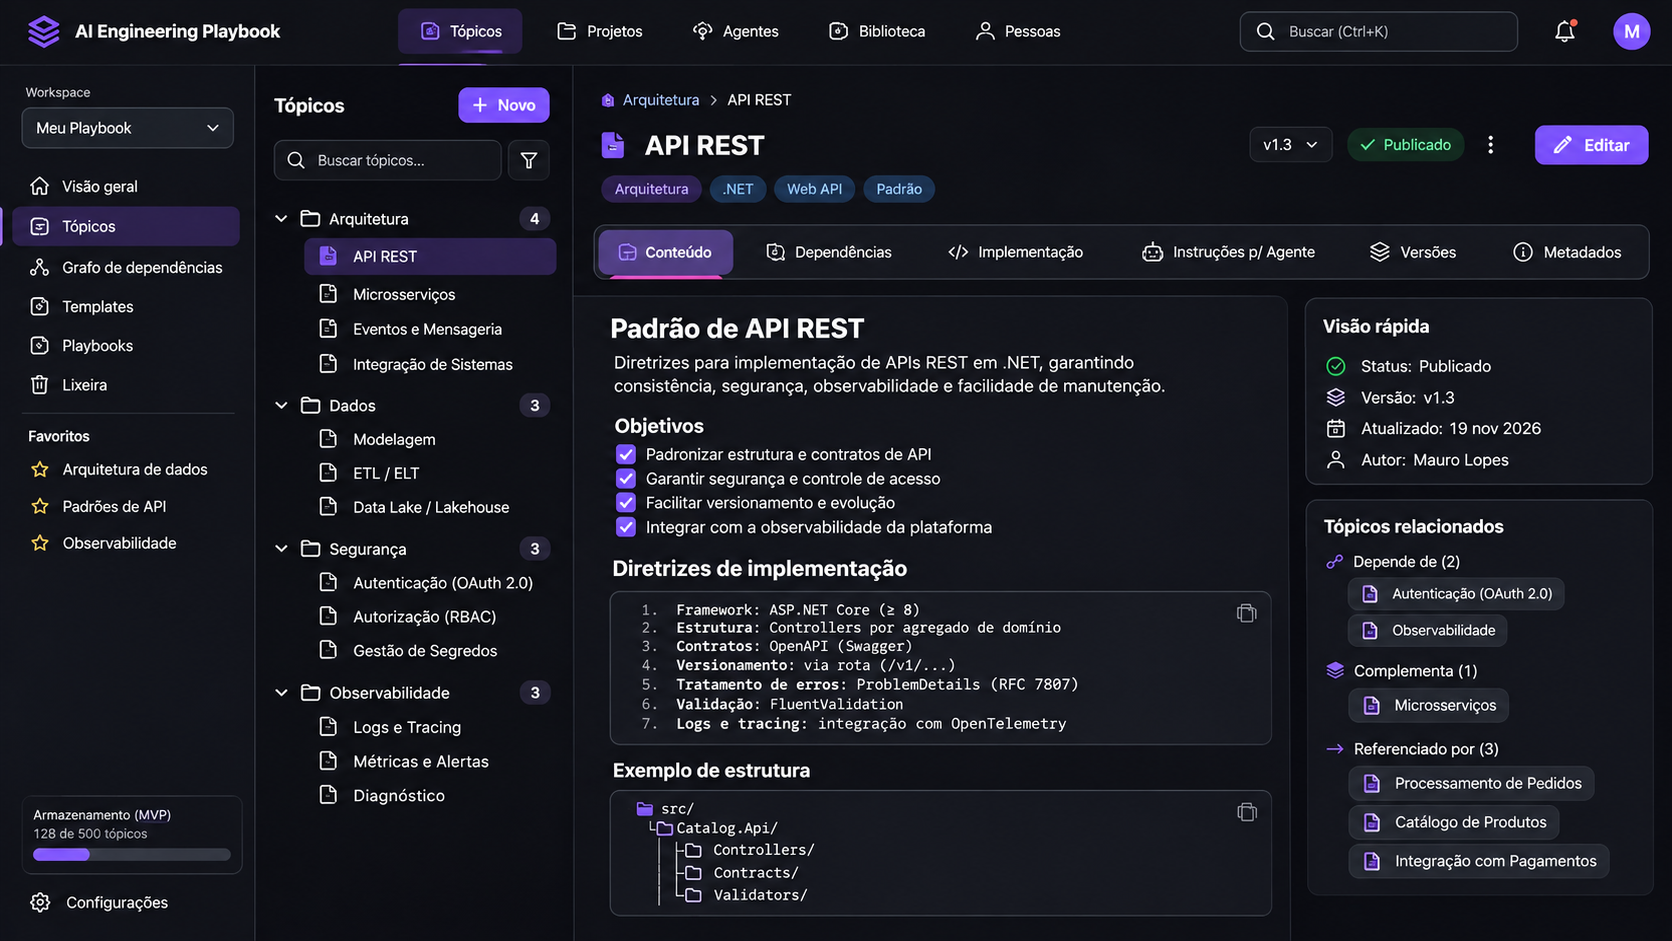 AI Engineering Playbook
Tópicos
Projetos
Agentes
Biblioteca
Pessoas
Buscar (Ctrl+K)
M
Workspace
Meu Playbook
Visão geral
Tópicos
Grafo de dependências
Templates
Playbooks
Lixeira
Favoritos
Arquitetura de dados
Padrões de API
Observabilidade
Armazenamento (MVP)
128 de 500 tópicos
Configurações
Tópicos
+ Novo
Buscar tópicos...
Arquitetura 4
API REST
Microsserviços
Eventos e Mensageria
Integração de Sistemas
Dados 3
Modelagem
ETL / ELT
Data Lake / Lakehouse
Segurança 3
Autenticação (OAuth 2.0)
Autorização (RBAC)
Gestão de Segredos
Observabilidade 3
Logs e Tracing
Métricas e Alertas
Diagnóstico
Arquitetura > API REST
API REST
v1.3
Publicado
Editar
Arquitetura
.NET
Web API
Padrão
Conteúdo
Dependências
</> Implementação
Instruções p/ Agente
Versões
Metadados
Padrão de API REST
Diretrizes para implementação de APIs REST em .NET, garantindo
consistência, segurança, observabilidade e facilidade de manutenção.
Objetivos
Padronizar estrutura e contratos de API
Garantir segurança e controle de acesso
Facilitar versionamento e evolução
Integrar com a observabilidade da plataforma
Diretrizes de implementação
1. Framework: ASP.NET Core (≥ 8)
2. Estrutura: Controllers por agregado de domínio
3. Contratos: OpenAPI (Swagger)
4. Versionamento: via rota (/v1/...)
5. Tratamento de erros: ProblemDetails (RFC 7807)
6. Validação: FluentValidation
7. Logs e tracing: integração com OpenTelemetry
Exemplo de estrutura
src/
Catalog.Api/
Controllers/
Contracts/
Validators/
Visão rápida
Status: Publicado
Versão: v1.3
Atualizado: 19 nov 2026
Autor: Mauro Lopes
Tópicos relacionados
Depende de (2)
Autenticação (OAuth 2.0)
Observabilidade
Complementa (1)
Microsserviços
Referenciado por (3)
Processamento de Pedidos
Catálogo de Produtos
Integração com Pagamentos